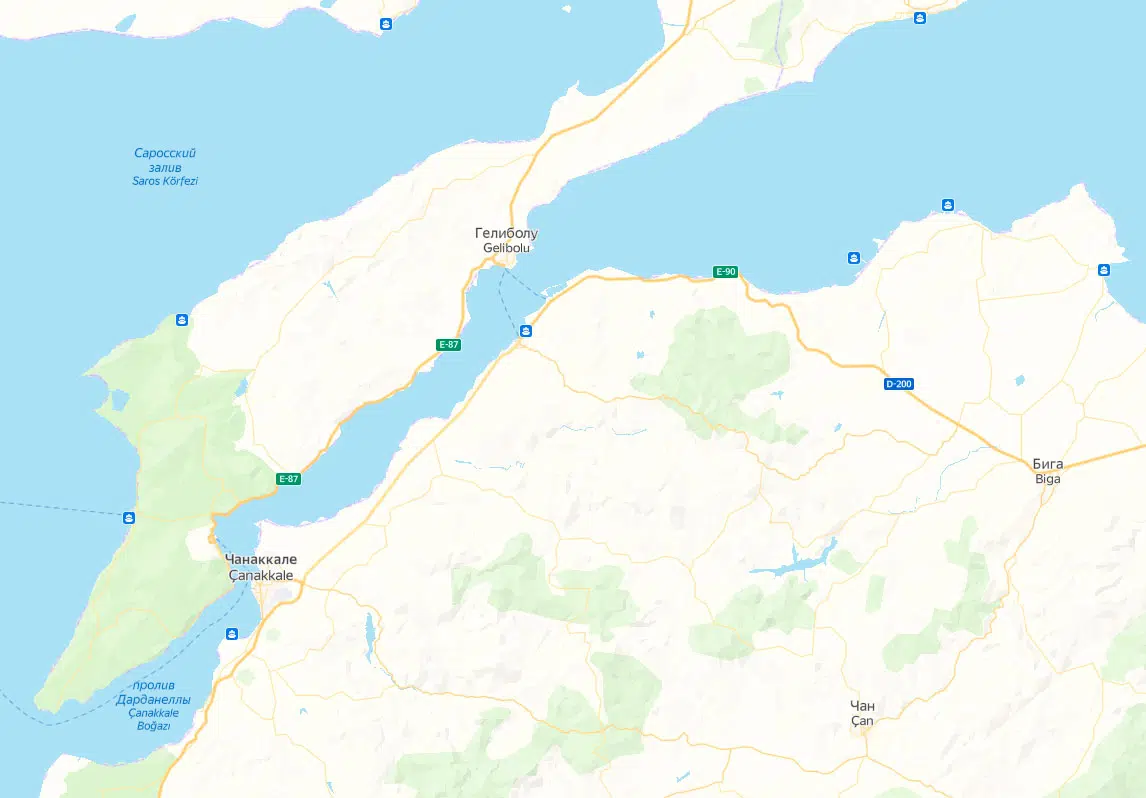 Саросский
залив
Saros Körfezi
Гелиболу
Gelibolu
E-90
E-87
D-200
Бига
Biga
E-87
Чанаккале
Çanakkale
пролив
Дарданеллы
Çanakkale
Boğazı
Чан
Çan